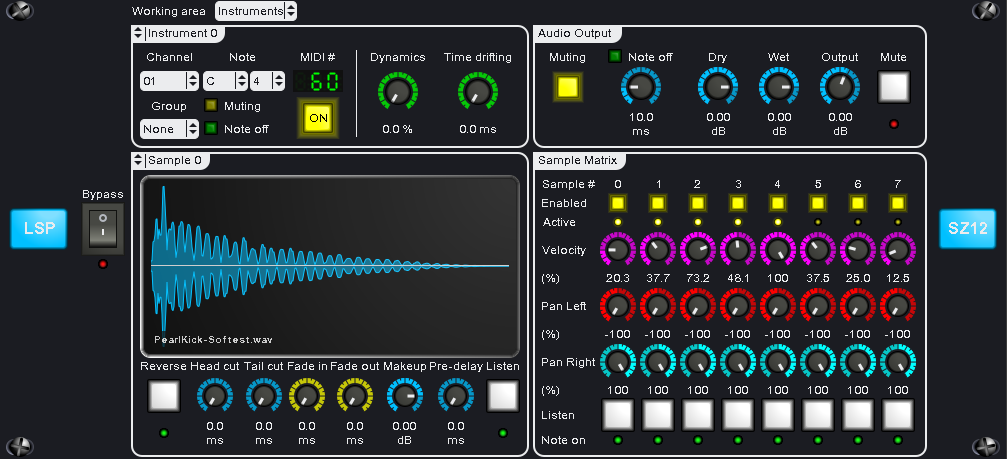 Working area Instruments
Instrument 0
Channel Note MIDI # Dynamics Time drifting
01 C 4 60
Group Muting ON
None Note off 0.0 % 0.0 ms
Audio Output
Muting Note off Dry Wet Output Mute
10.0 0.00 0.00 0.00
ms dB dB dB
Bypass
LSP
Sample 0
PearlKick-Softest.wav
Reverse Head cut Tail cut Fade in Fade out Makeup Pre-delay Listen
0.0 0.0 0.0 0.0 0.00 0.0
ms ms ms ms dB ms
Sample Matrix
Sample # 0 1 2 3 4 5 6 7
Enabled
Active
Velocity
(%) 20.3 37.7 73.2 48.1 100 37.5 25.0 12.5
Pan Left
(%) -100 -100 -100 -100 -100 -100 -100 -100
Pan Right
(%) 100 100 100 100 100 100 100 100
Listen
Note on
SZ12